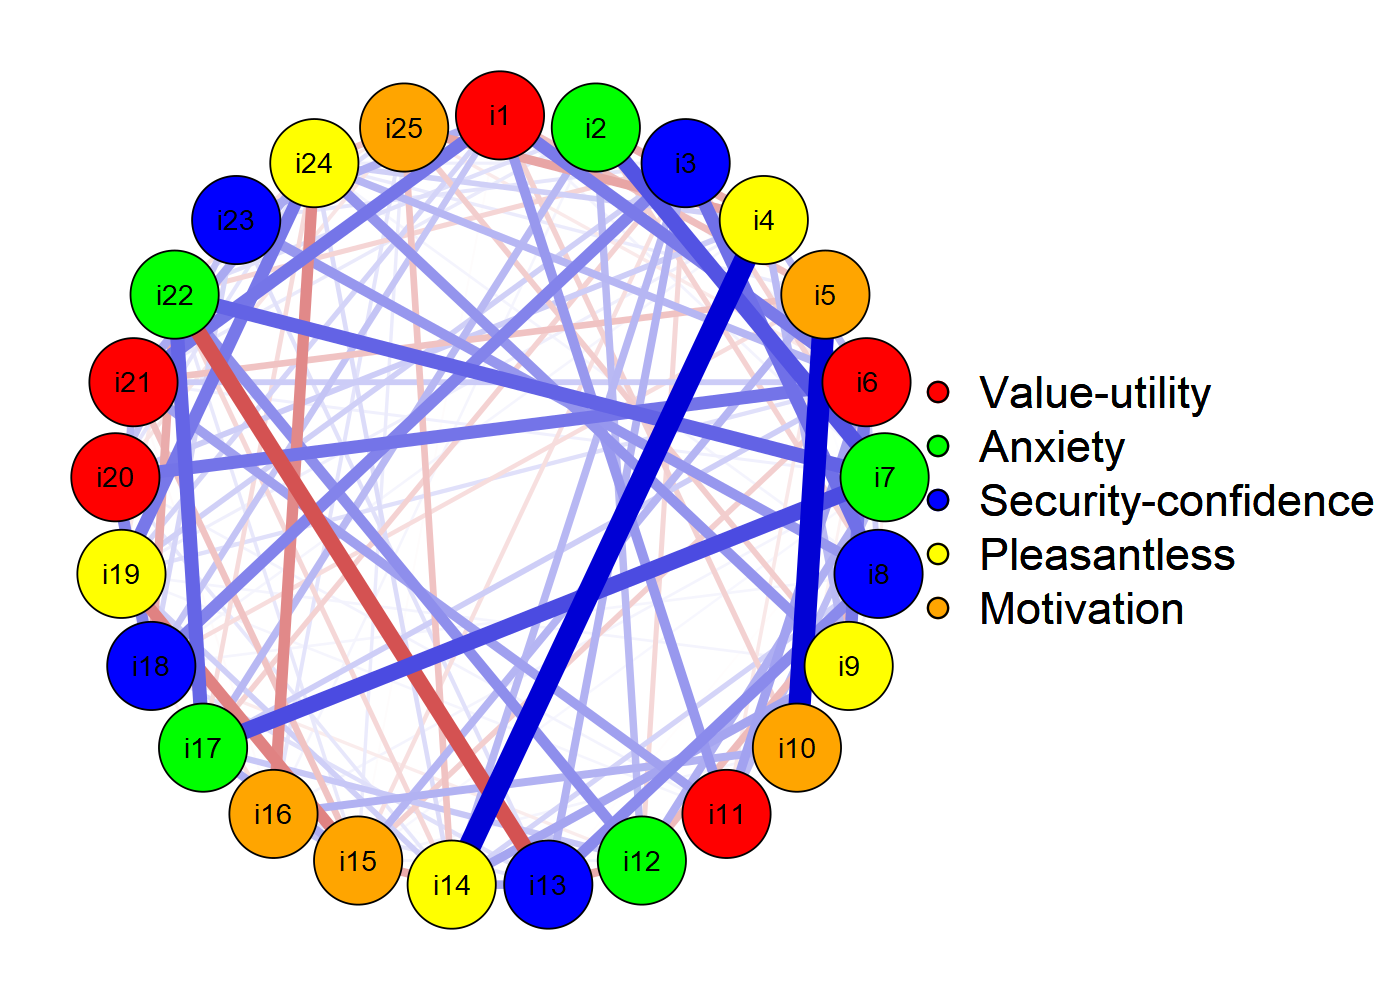 i1
i2
i3
i4
i5
i6
i7
i8
i9
i10
i11
i12
i13
i14
i15
i16
i17
i18
i19
i20
i21
i22
i23
i24
i25
Value-utility
Anxiety
Security-confidence
Pleasantless
Motivation